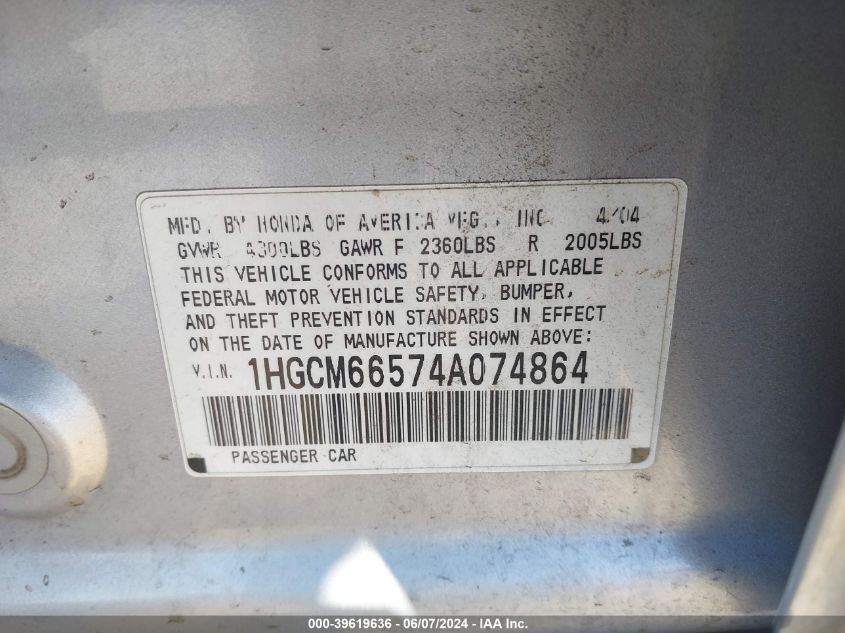 MFD. BY HONDA OF AMERICA MFG., INC. 4/04
GVWR 4300LBS GAWR F 2360LBS R 2005LBS
THIS VEHICLE CONFORMS TO ALL APPLICABLE
FEDERAL MOTOR VEHICLE SAFETY, BUMPER,
AND THEFT PREVENTION STANDARDS IN EFFECT
ON THE DATE OF MANUFACTURE SHOWN ABOVE:
V.I.N. 1HGCM66574A074864
PASSENGER CAR
000-39619636 - 06/07/2024 - IAA Inc.